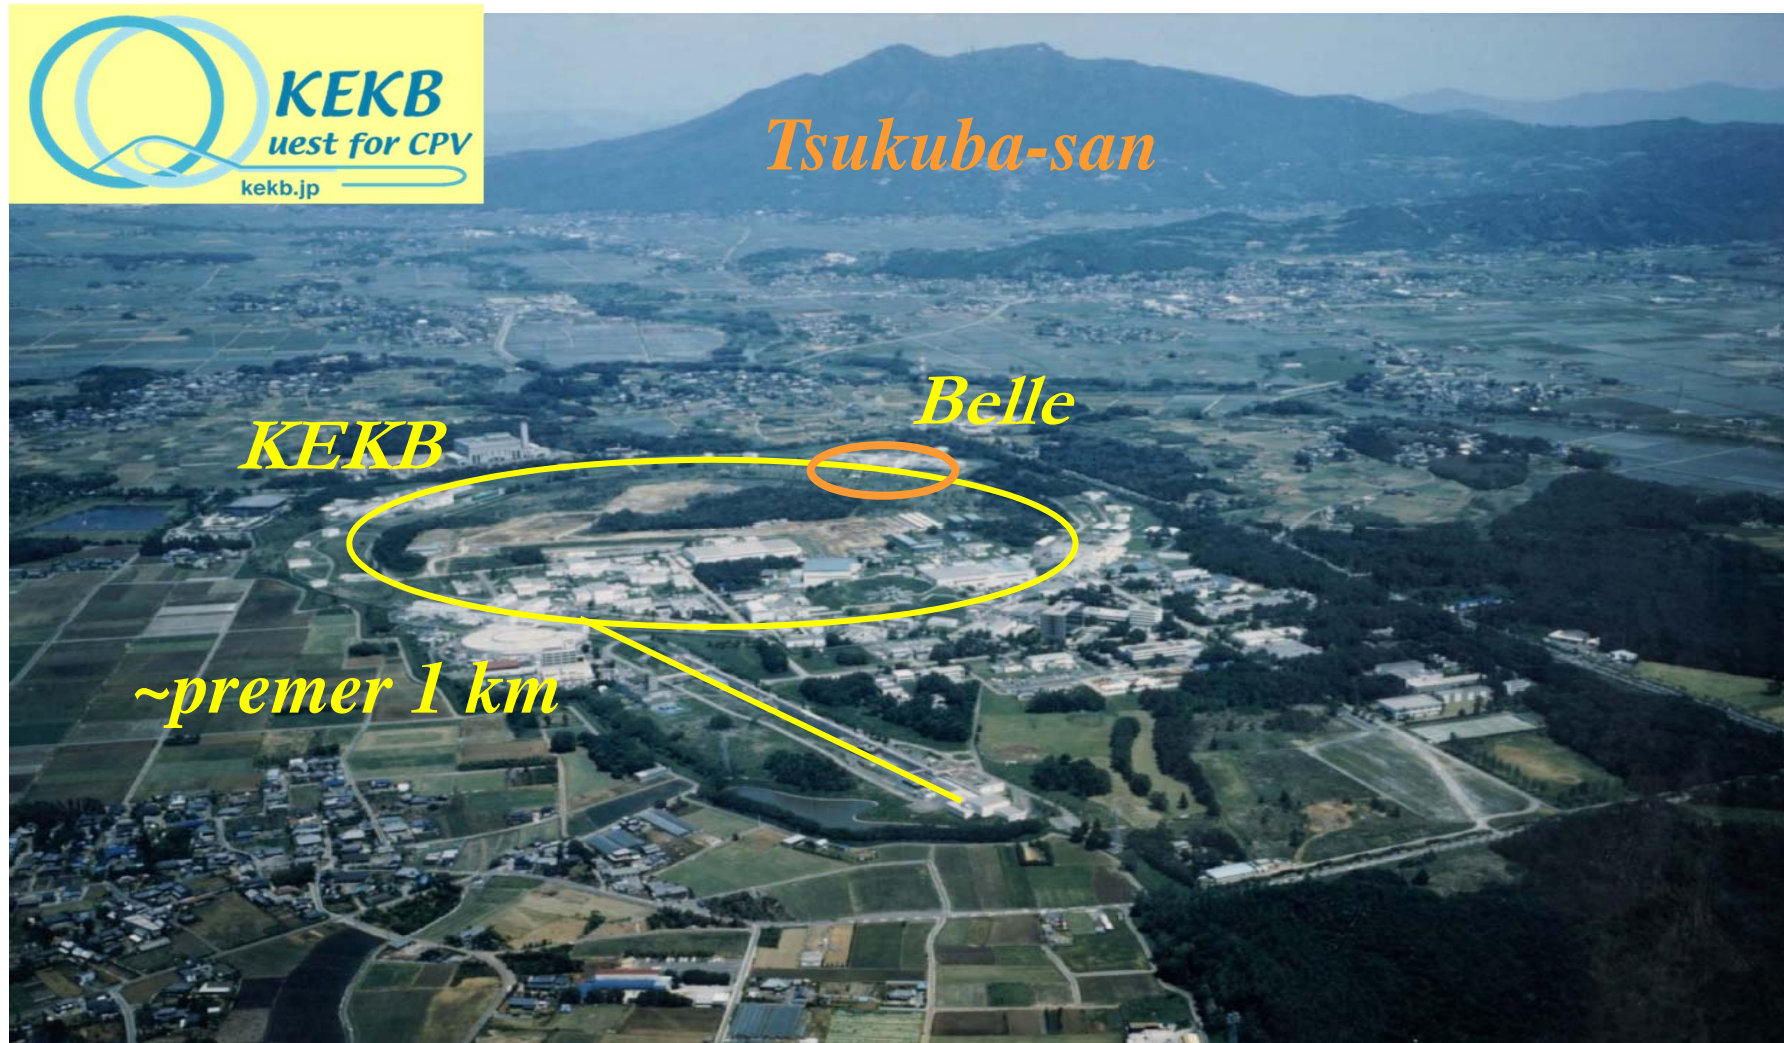 KEKB
uest for CPV
kekb.jp
Tsukuba-san
Belle
KEKB
~premer 1 km